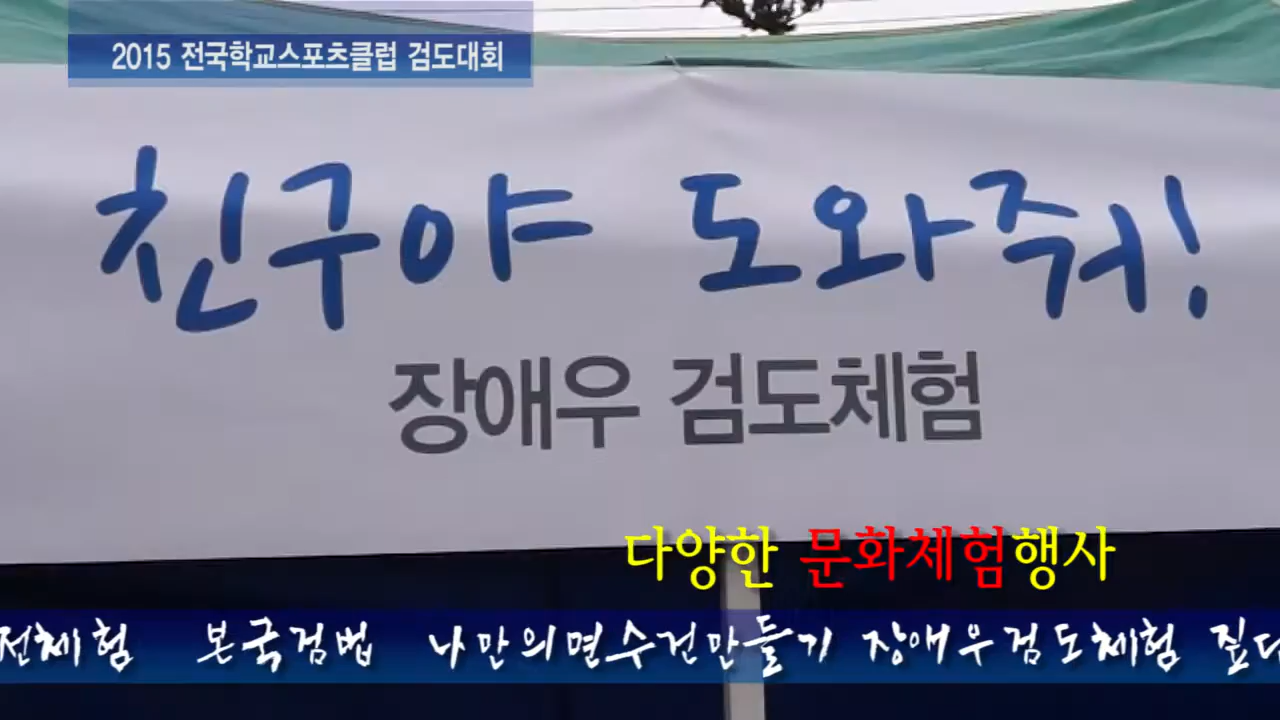 2015 전국학교스포츠클럽 검도대회
친구야 도와줘!
장애우 검도체험
다양한 문화체험행사
전체험 본국검법 나만의면수건만들기 장애우검도체험 짚다